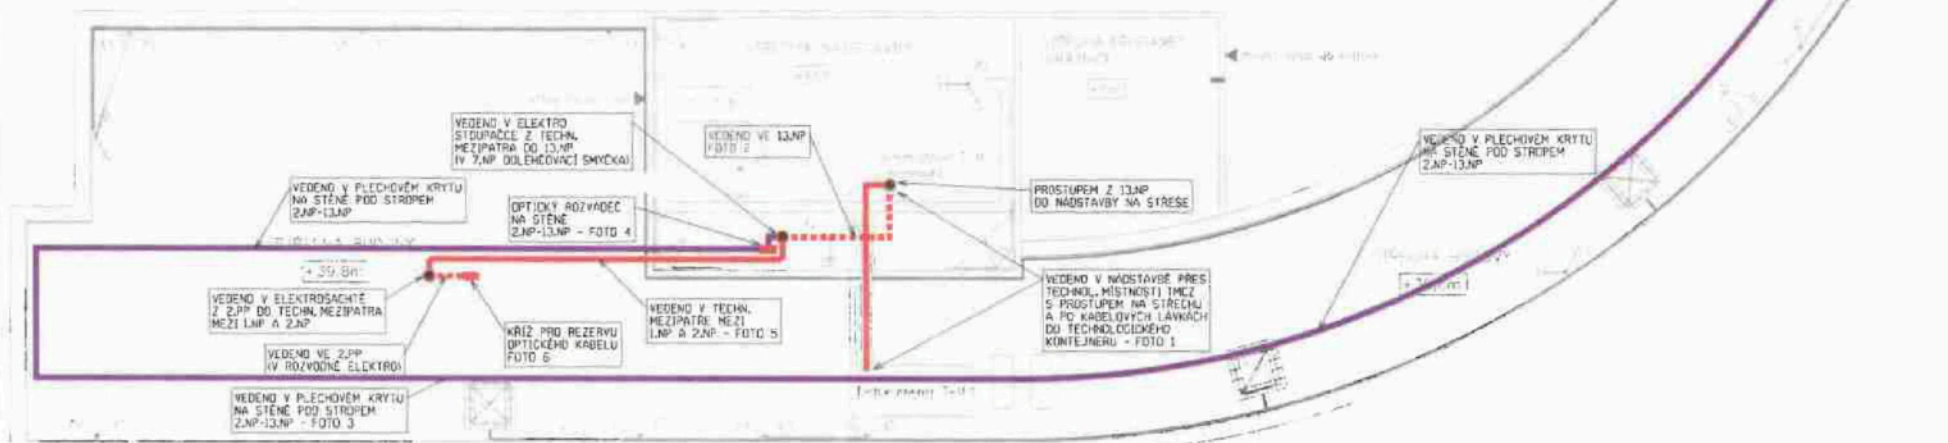 VEDENO V ELEKTRO
STOUPAČCE Z TECHN.
MEZIPATRA DO 13.NP
(V 7.NP ODLEHČOVACÍ SMYČKA)
VEDENO VE 13.NP
FOTO 2
VEDENO V PLECHOVÉM KRYTU
NA STĚNĚ POD STROPEM
2.NP-13.NP
VEDENO V PLECHOVÉM KRYTU
NA STĚNĚ POD STROPEM
2.NP-13.NP
OPTICKÝ ROZVADĚČ
NA STĚNĚ
2.NP-13.NP - FOTO 4
PROSTUPEM Z 13.NP
DO NÁDSTAVBY NA STŘEŠE
+ 39.8m
VEDENO V ELEKTROŠACHTĚ
Z 2.PP DO TECHN. MEZIPATRA
MEZI 1.NP A 2.NP
KŘÍŽ PRO REZERVU
OPTICKÉHO KABELU
FOTO 6
VEDENO V TECHN.
MEZIPATŘE MEZI
1.NP A 2.NP - FOTO 5
VEDENO V NÁDSTAVBĚ PŘES
TECHNOL. MÍSTNOSTI TMCZ
S PROSTUPEM NA STŘECHU
A PO KABELOVÝCH LÁVKÁCH
DO TECHNOLOGICKÉHO
KONTEJNERU - FOTO 1
VEDENO VE 2.PP
(V ROZVODNĚ ELEKTRO)
VEDENO V PLECHOVÉM KRYTU
NA STĚNĚ POD STROPEM
2.NP-13.NP - FOTO 3